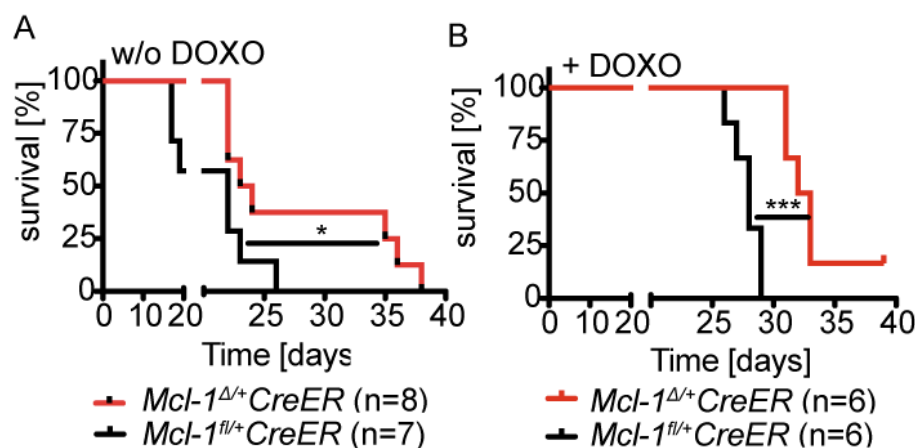 A
w/o DOXO
survival [%]
100
75
50
25
0
0 10 20 25 30 35 40
*
Time [days
Mcl-1Δ/+CreER (n=8)
Mcl-1fl/+CreER (n=7)
B
+ DOXO
survival [%]
100
75
50
25
0
0 10 20 25 30 35 40
***
Time [days]
Mcl-1Δ/+CreER (n=6)
Mcl-1fl/+CreER (n=6)